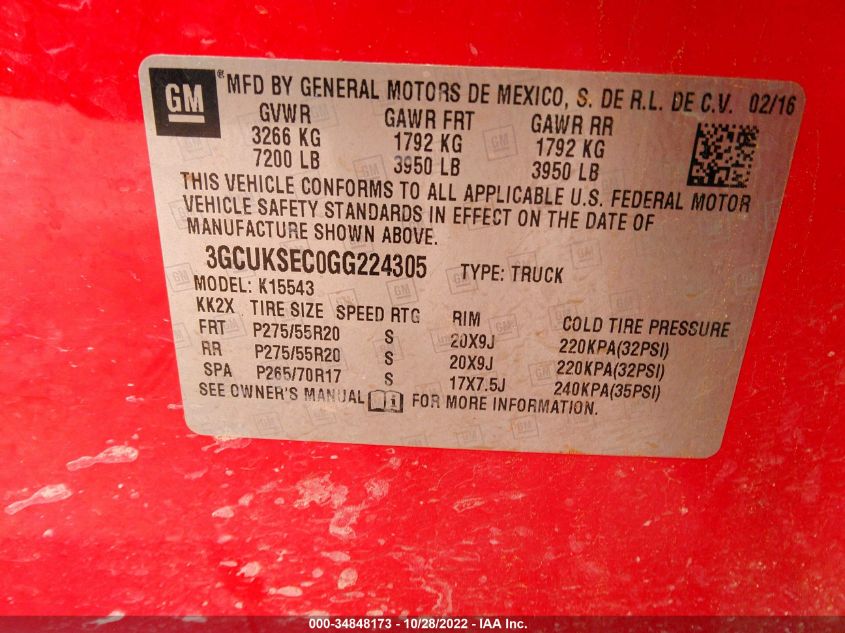 GM ® MFD BY GENERAL MOTORS DE MEXICO, S. DE R.L. DE C.V. 02/16
GVWR GAWR FRT GAWR RR
3266 KG 1792 KG 1792 KG
7200 LB 3950 LB 3950 LB
THIS VEHICLE CONFORMS TO ALL APPLICABLE U.S. FEDERAL MOTOR
VEHICLE SAFETY STANDARDS IN EFFECT ON THE DATE OF
MANUFACTURE SHOWN ABOVE.
3GCUKSEC0GG224305 TYPE: TRUCK
MODEL: K15543
KK2X TIRE SIZE SPEED RTG RIM COLD TIRE PRESSURE
FRT P275/55R20 S 20X9J 220KPA(32PSI)
RR P275/55R20 S 20X9J 220KPA(32PSI)
SPA P265/70R17 S 17X7.5J 240KPA(35PSI)
SEE OWNER'S MANUAL FOR MORE INFORMATION.
000-34848173 - 10/28/2022 - IAA Inc.